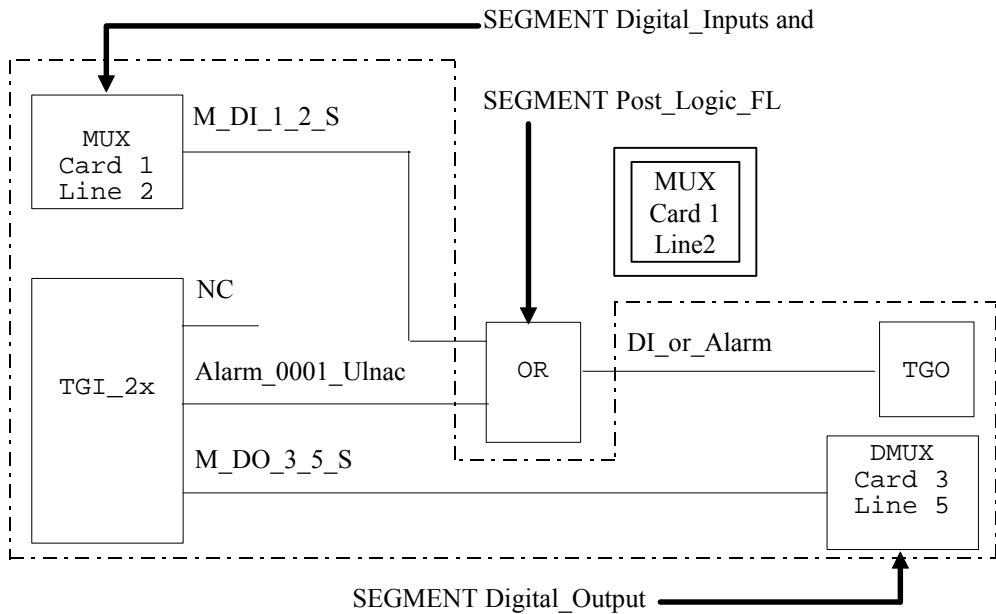 SEGMENT Digital_Inputs and
SEGMENT Post_Logic_FL
M_DI_1_2_S
MUX
Card 1
Line 2
MUX
Card 1
Line2
NC
DI_or_Alarm
OR
TGO
Alarm_0001_Ulnac
TGI_2x
M_DO_3_5_S
DMUX
Card 3
Line 5
SEGMENT Digital_Output